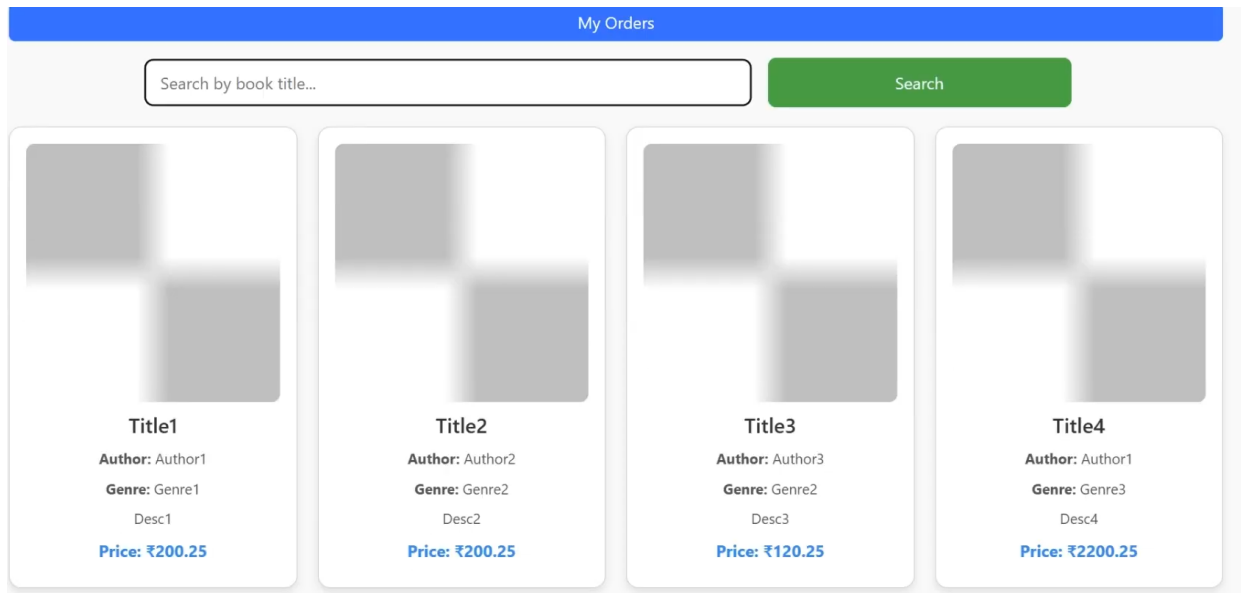 My Orders
Search by book title...
Search
Title1
Author: Author1
Genre: Genre1
Desc1
Price: ₹200.25
Title2
Author: Author2
Genre: Genre2
Desc2
Price: ₹200.25
Title3
Author: Author3
Genre: Genre2
Desc3
Price: ₹120.25
Title4
Author: Author1
Genre: Genre3
Desc4
Price: ₹2200.25